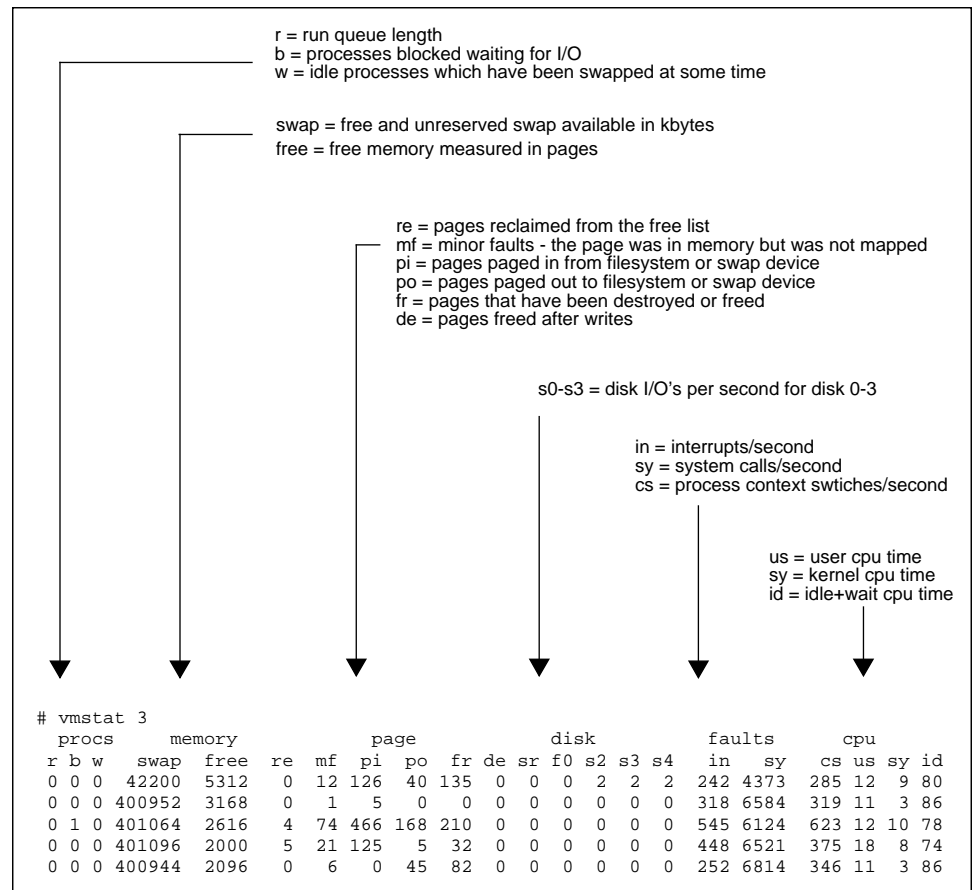 r = run queue length
b = processes blocked waiting for I/O
w = idle processes which have been swapped at some time
swap = free and unreserved swap available in kbytes
free = free memory measured in pages
re = pages reclaimed from the free list
mf = minor faults - the page was in memory but was not mapped
pi = pages paged in from filesystem or swap device
po = pages paged out to filesystem or swap device
fr = pages that have been destroyed or freed
de = pages freed after writes
s0-s3 = disk I/O's per second for disk 0-3
in = interrupts/second
sy = system calls/second
cs = process context swtiches/second
us = user cpu time
sy = kernel cpu time
id = idle+wait cpu time
# vmstat 3
procs memory page disk faults cpu
r b w swap free re mf pi po fr de sr f0 s2 s3 s4 in sy cs us sy id
0 0 0 42200 5312 0 12 126 40 135 0 0 0 2 2 2 242 4373 285 12 9 80
0 0 0 400952 3168 0 1 5 0 0 0 0 0 0 0 0 318 6584 319 11 3 86
0 1 0 401064 2616 4 74 466 168 210 0 0 0 0 0 0 545 6124 623 12 10 78
0 0 0 401096 2000 5 21 125 5 32 0 0 0 0 0 0 448 6521 375 18 8 74
0 0 0 400944 2096 0 6 0 45 82 0 0 0 0 0 0 252 6814 346 11 3 86